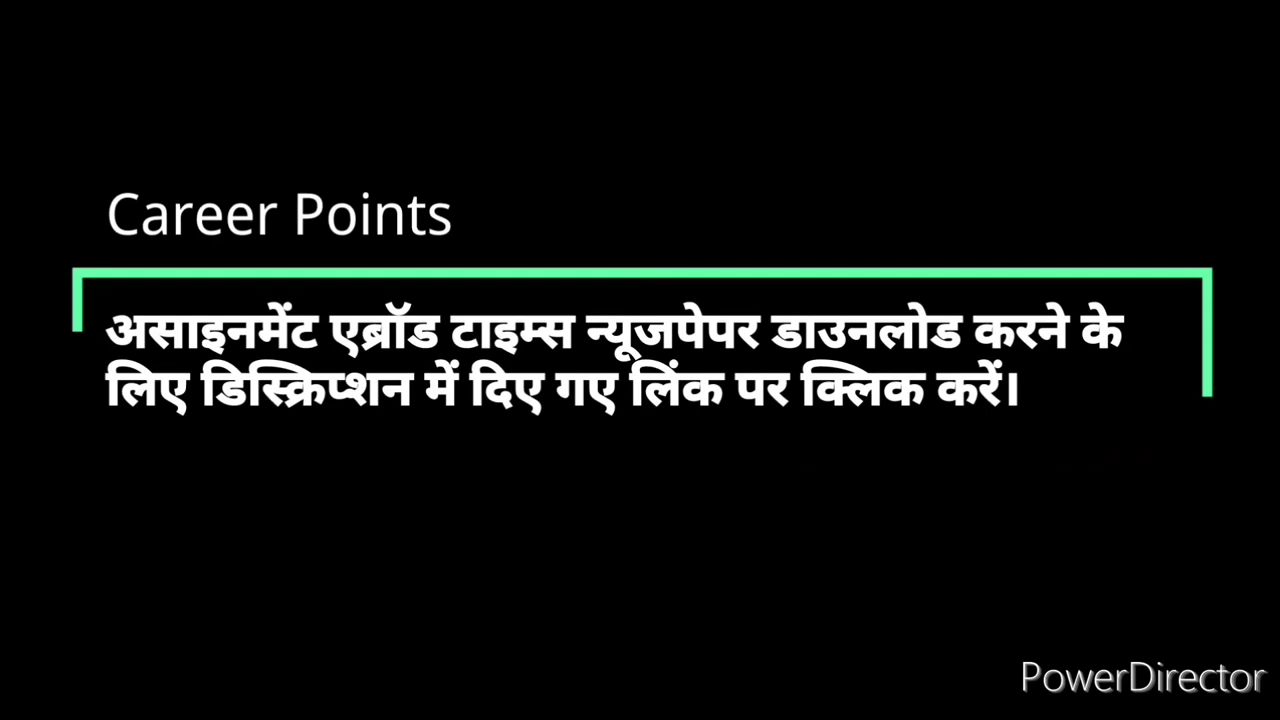 Career Points
असाइनमेंट एब्रॉड टाइम्स न्यूजपेपर डाउनलोड करने के
लिए डिस्क्रिप्शन में दिए गए लिंक पर क्लिक करें।
PowerDirector